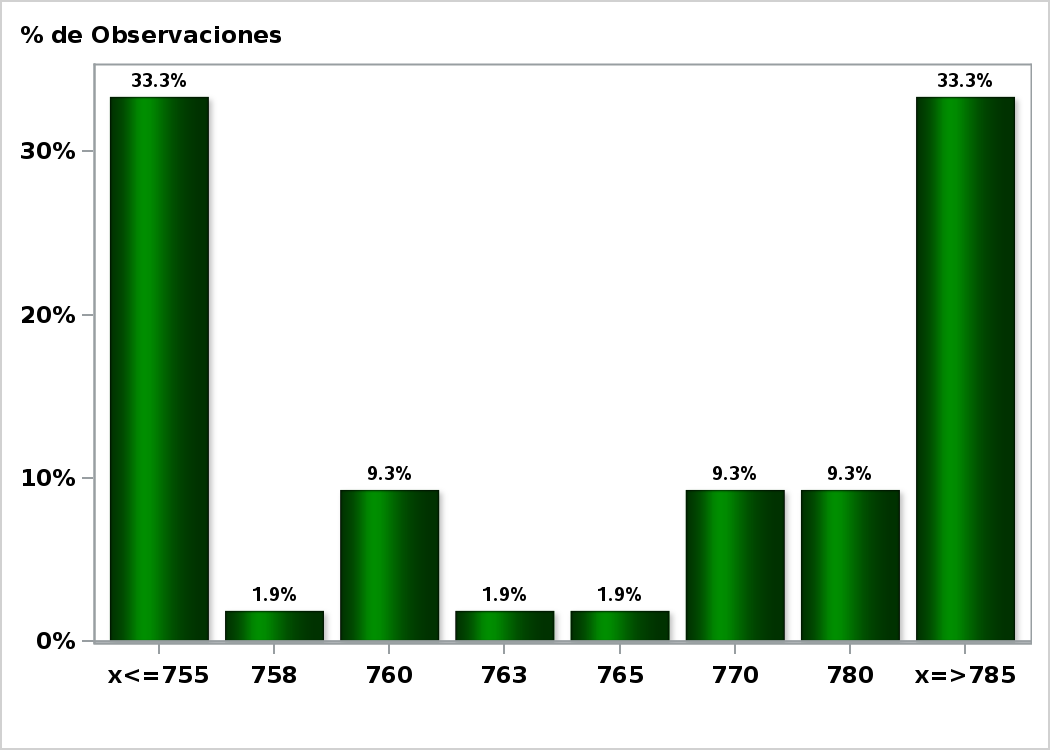 % de Observaciones
33.3% 33.3%
30%
20%
10% 9.3% 9.3% 9.3%
1.9% 1.9% 1.9%
0%
x<=755 758 760 763 765 770 780 x=>785